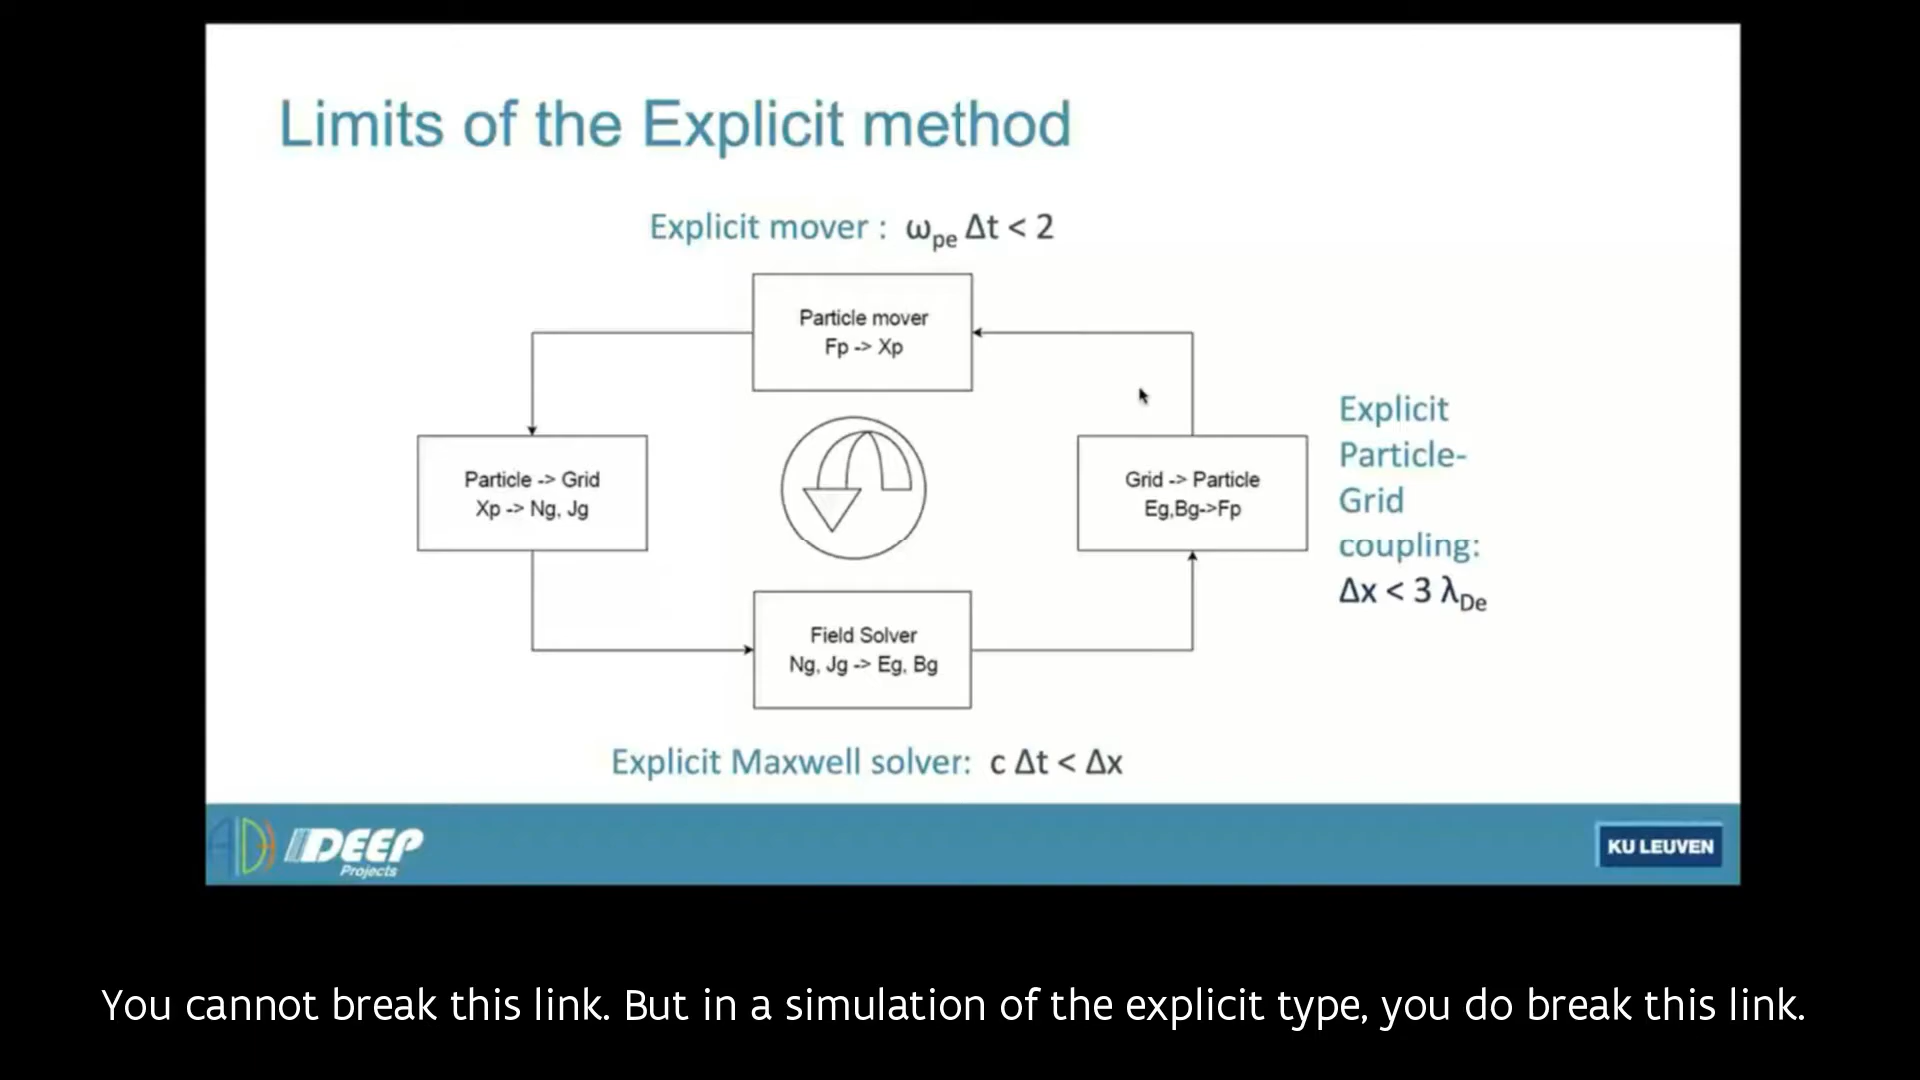 Limits of the Explicit method
Explicit mover : ωpe Δt < 2
Particle mover
Fp -> Xp
Particle -> Grid
Xp -> Ng, Jg
Grid -> Particle
Eg,Bg->Fp
Explicit
Particle-
Grid
coupling:
Δx < 3 λDe
Field Solver
Ng, Jg -> Eg, Bg
Explicit Maxwell solver: c Δt < Δx
DEEP
Projects
KU LEUVEN
You cannot break this link. But in a simulation of the explicit type, you do break this link.